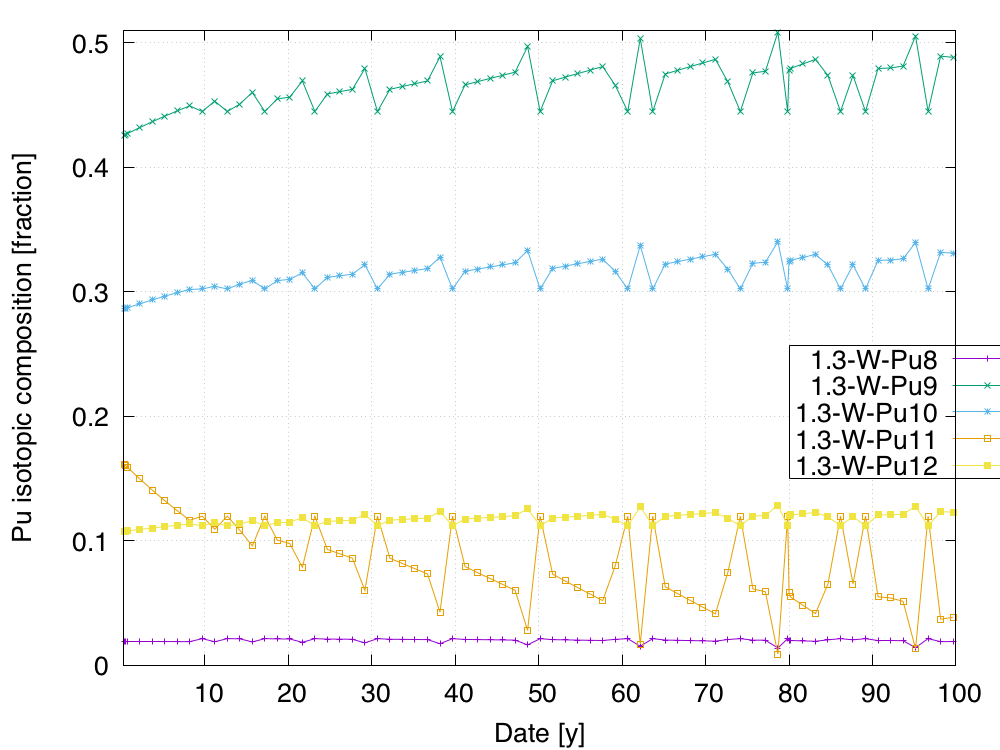 0.5
0.4
0.3
0.2
0.1
0
Pu isotopic composition [fraction]
1.3-W-Pu8
1.3-W-Pu9
1.3-W-Pu10
1.3-W-Pu11
1.3-W-Pu12
10 20 30 40 50 60 70 80 90 100
Date [y]